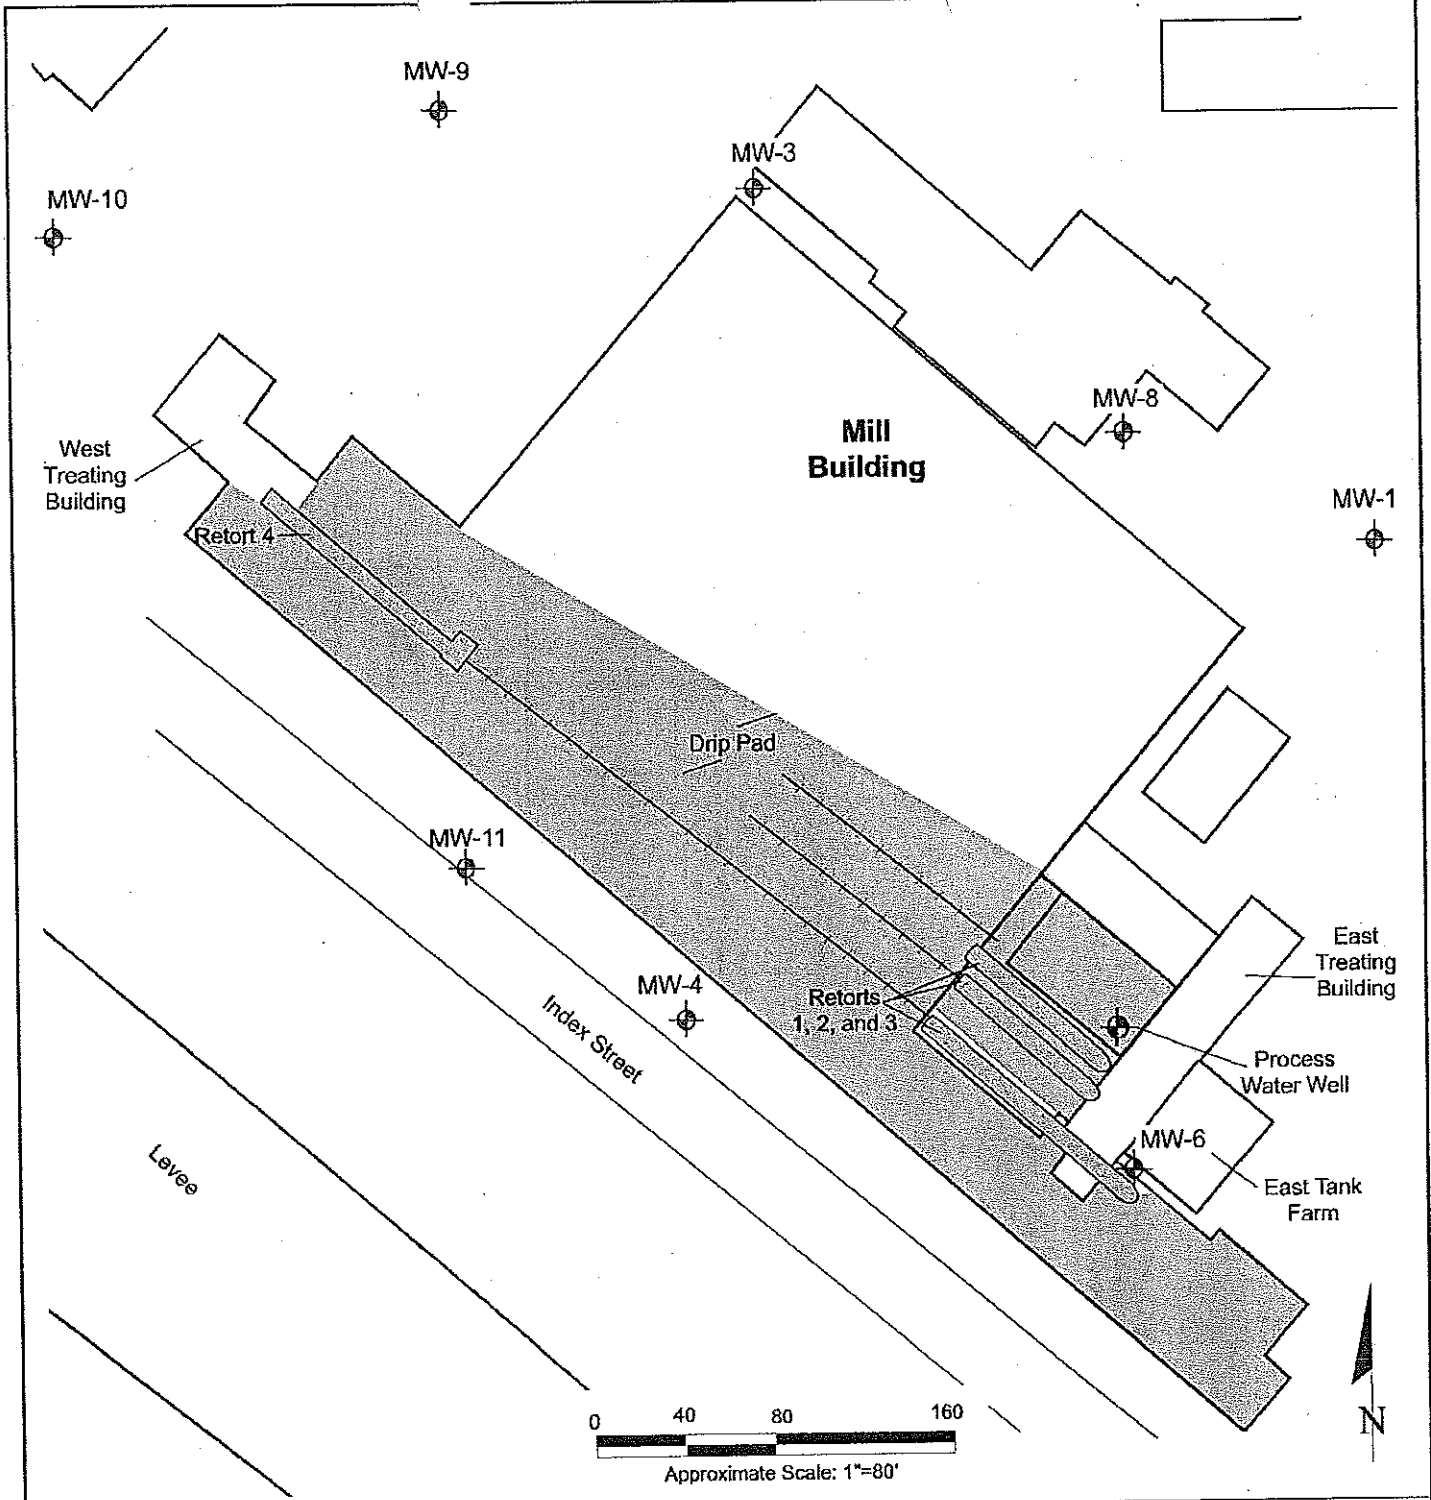 MW-9
MW-3
MW-10
MW-8
Mill
Building
West
Treating
Building
MW-1
Retort 4
Drip Pad
MW-11
East
Treating
Building
MW-4
Retorts
1, 2, and 3
Index Street
Process
Water Well
MW-6
Levee
East Tank
Farm
0 40 80 160
Approximate Scale: 1"=80'
N